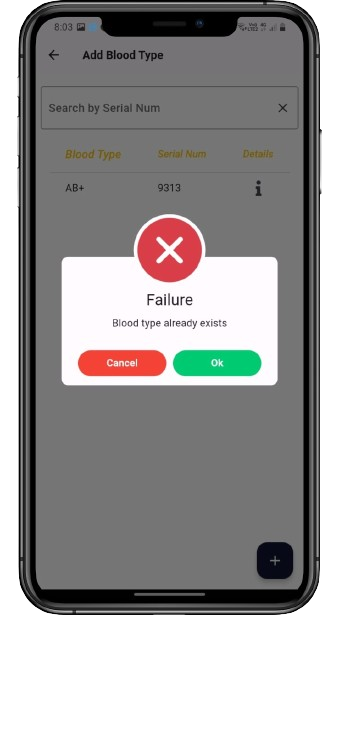 8:03
Add Blood Type
Search by Serial Num
Blood Type Serial Num Details
AB+ 9313
Failure
Blood type already exists
Cancel Ok